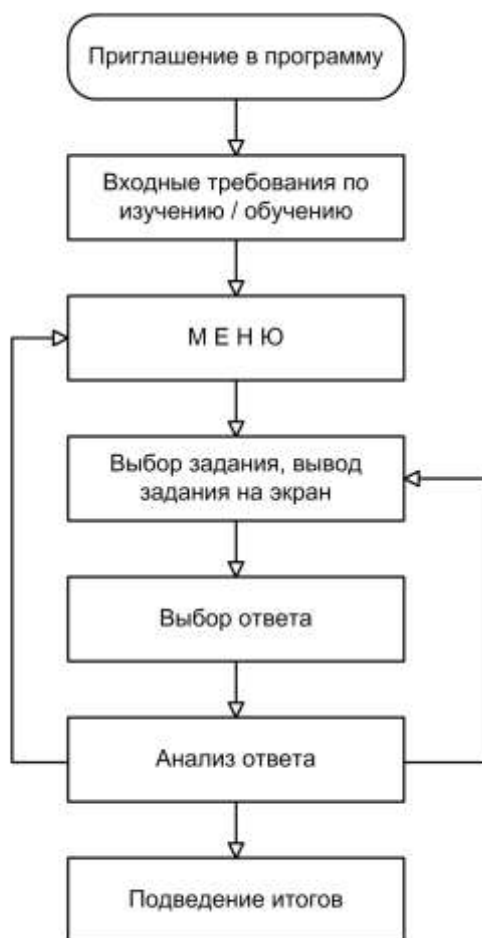 Приглашение в программу
Входные требования по
изучению / обучению
М Е Н Ю
Выбор задания, вывод
задания на экран
Выбор ответа
Анализ ответа
Подведение итогов